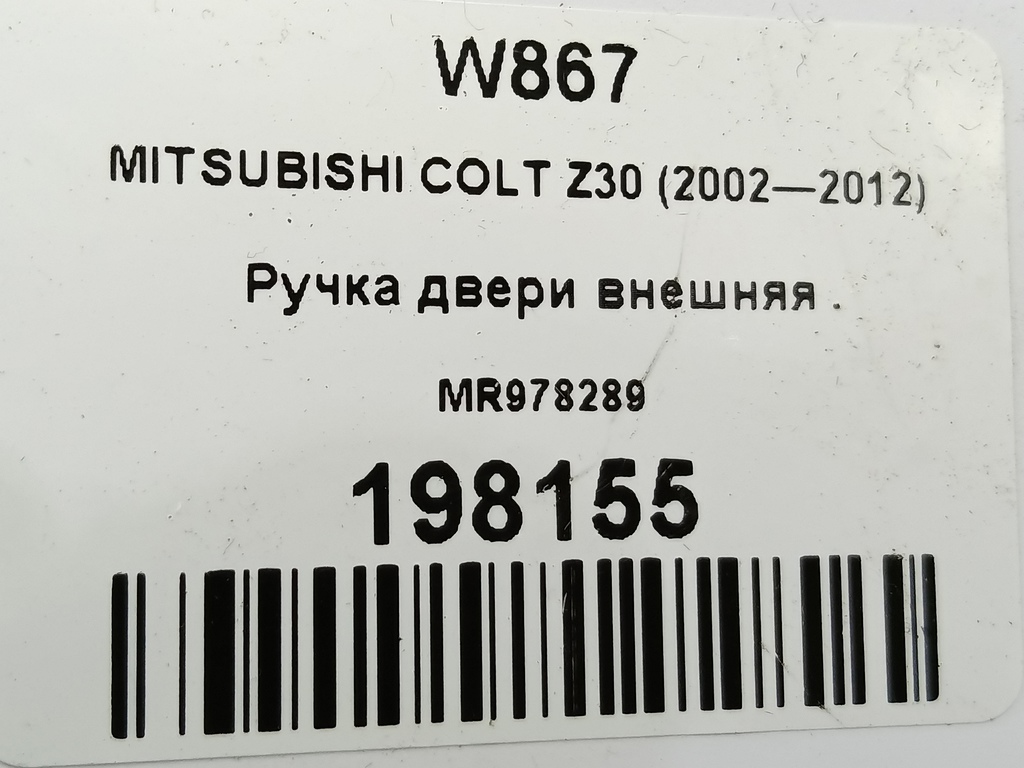 W867
MITSUBISHI COLT Z30 (2002—2012)
Ручка двери внешняя .
MR978289
198155